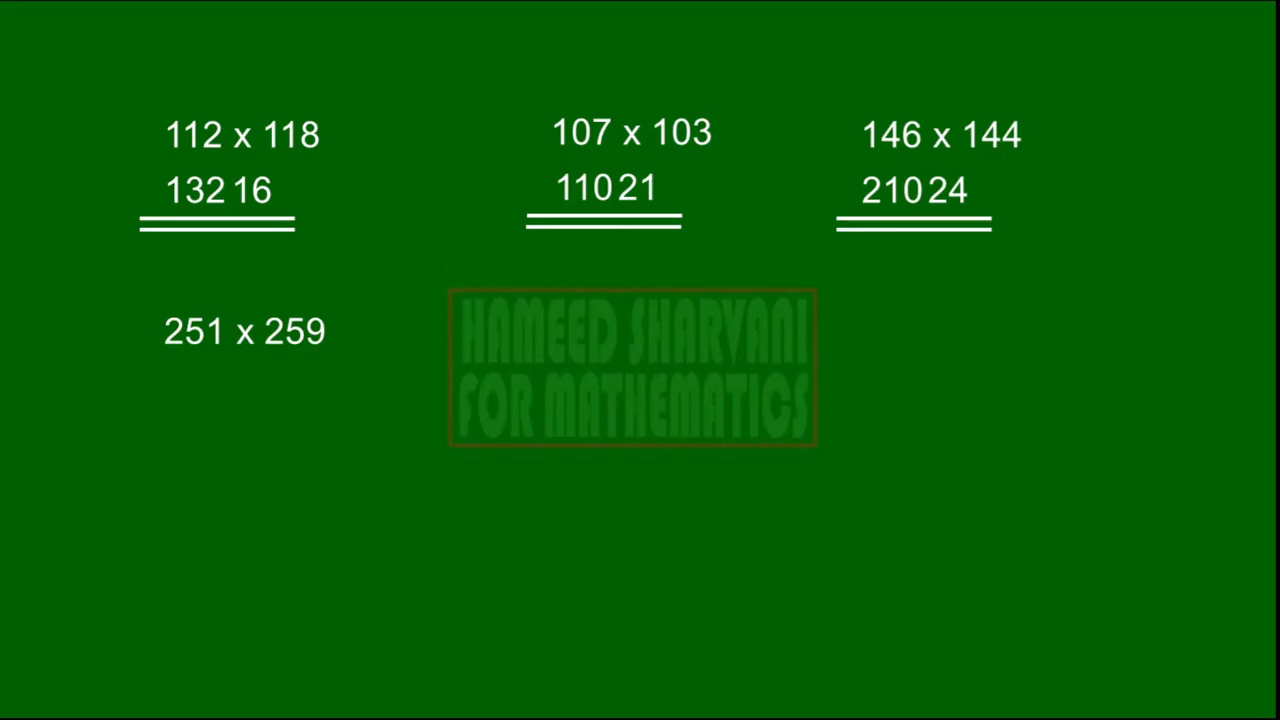 112 x 118
132 16
107 x 103
110 21
146 x 144
210 24
251 x 259
HAMEED SHARVANI
FOR MATHEMATICS